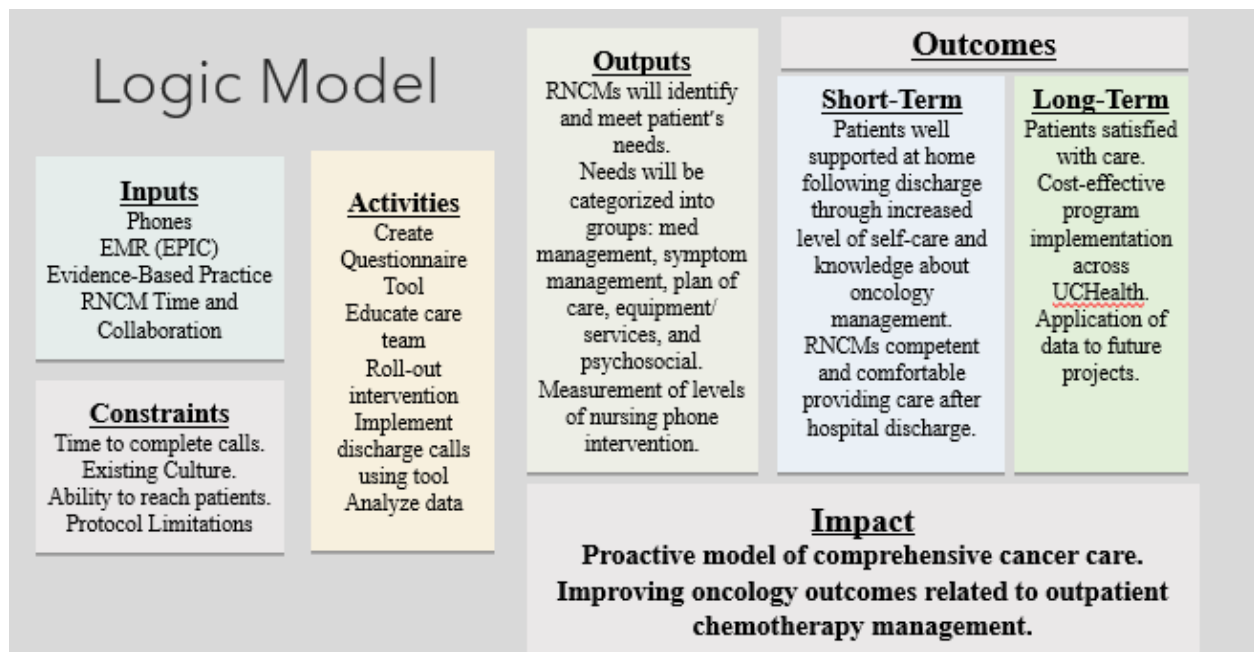 Logic Model
Inputs
Phones
EMR (EPIC)
Evidence-Based Practice
RNCM Time and
Collaboration
Constraints
Time to complete calls.
Existing Culture.
Ability to reach patients.
Protocol Limitations
Activities
Create
Questionnaire
Tool
Educate care
team
Roll-out
intervention
Implement
discharge calls
using tool
Analyze data
Outputs
RNCMs will identify
and meet patient's
needs.
Needs will be
categorized into
groups: med
management, symptom
management, plan of
care, equipment/
services, and
psychosocial.
Measurement of levels
of nursing phone
intervention.
Outcomes
Short-Term
Patients well
supported at home
following discharge
through increased
level of self-care and
knowledge about
oncology
management.
RNCMs competent
and comfortable
providing care after
hospital discharge.
Long-Term
Patients satisfied
with care.
Cost-effective
program
implementation
across
UCHealth.
Application of
data to future
projects.
Impact
Proactive model of comprehensive cancer care.
Improving oncology outcomes related to outpatient
chemotherapy management.